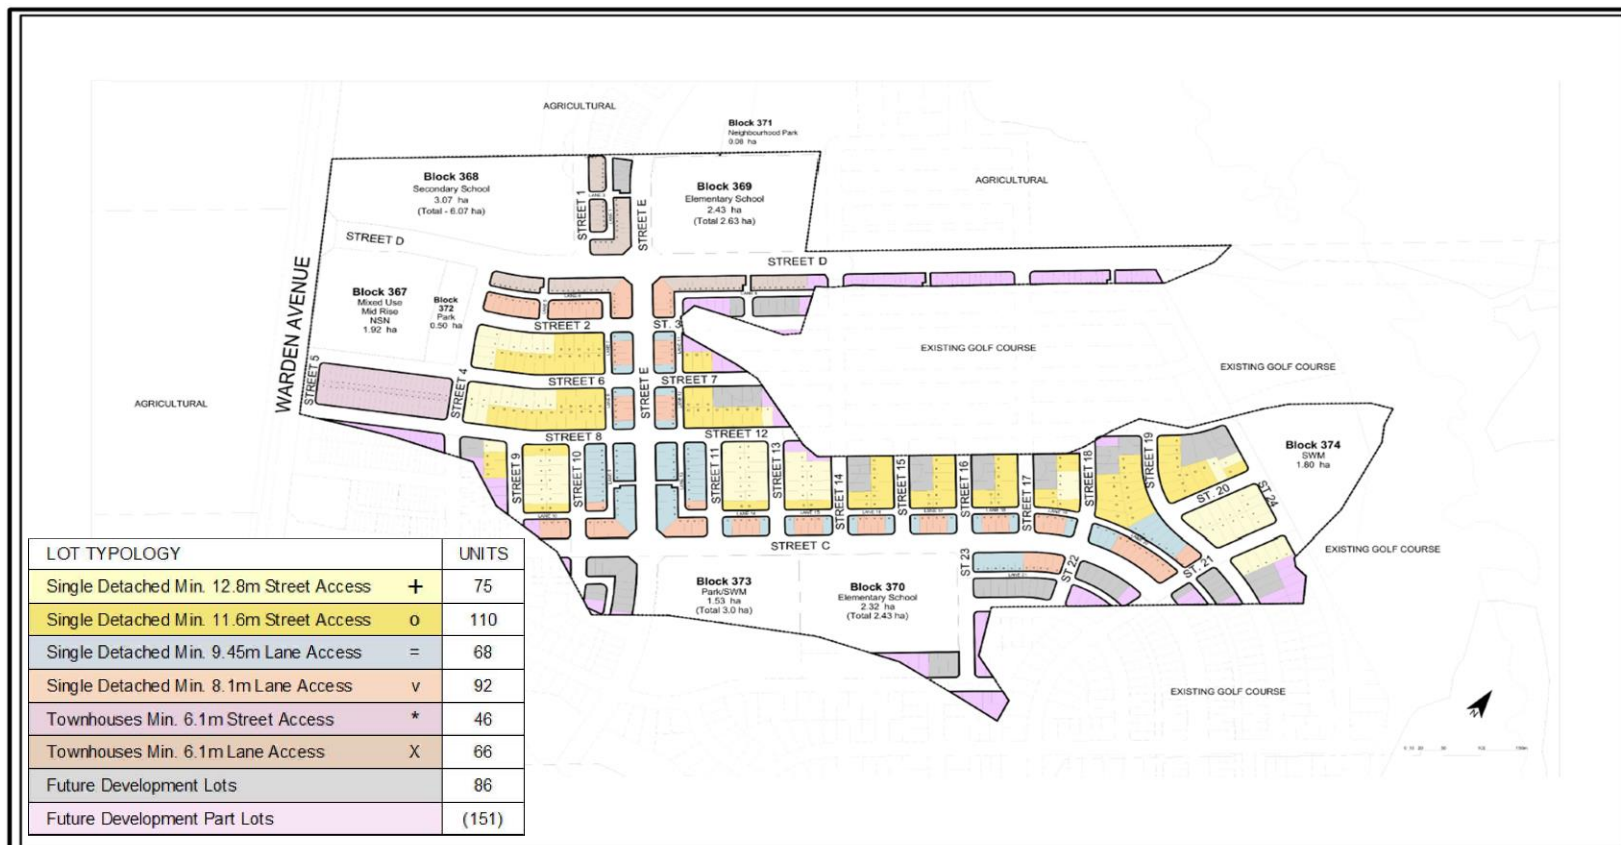 AGRICULTURAL
Block 371
Neighbourhood Park
0.08 ha
Block 368
Secondary School
3.07 ha
(Total - 6.07 ha)
STREET 1
STREET E
Block 369
Elementary School
2.43 ha
(Total 2.63 ha)
AGRICULTURAL
STREET D
STREET D
WARDEN AVENUE
Block 367
Mixed Use
Mid Rise
NSN
1.92 ha
Block
372
Park
0.50 ha
STREET 2
ST. 3
EXISTING GOLF COURSE
EXISTING GOLF COURSE
STREET 5
STREET 4
STREET 6
STREET E
STREET 7
AGRICULTURAL
STREET 8
STREET 12
STREET 9
STREET 10
STREET 11
STREET 13
STREET 14
STREET 15
STREET 16
STREET 17
STREET 18
STREET 19
Block 374
SWM
1.80 ha
ST. 20
ST. 24
STREET C
EXISTING GOLF COURSE
ST 23
ST 22
ST. 21
Block 373
Park/SWM
1.53 ha
(Total 3.0 ha)
Block 370
Elementary School
2.32 ha
(Total 2.43 ha)
EXISTING GOLF COURSE
LOT TYPOLOGY UNITS
Single Detached Min. 12.8m Street Access + 75
Single Detached Min. 11.6m Street Access o 110
Single Detached Min. 9.45m Lane Access = 68
Single Detached Min. 8.1m Lane Access v 92
Townhouses Min. 6.1m Street Access * 46
Townhouses Min. 6.1m Lane Access X 66
Future Development Lots 86
Future Development Part Lots (151)